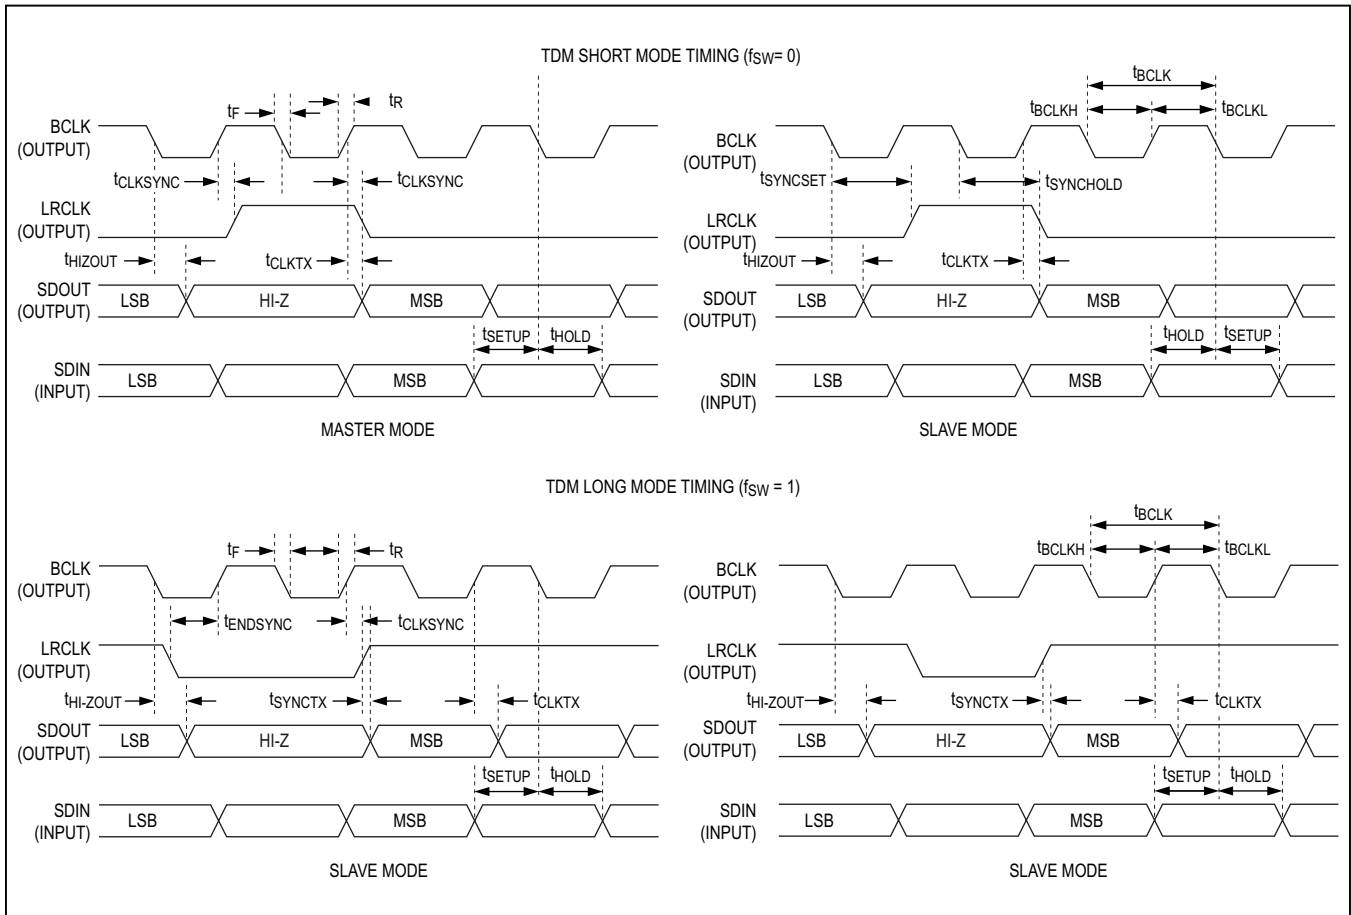 TDM SHORT MODE TIMING (fSW= 0)
tF
tR
BCLK
(OUTPUT)
tCLKSYNC
tCLKSYNC
LRCLK
(OUTPUT)
tHIZOUT
tCLKTX
SDOUT
(OUTPUT)
LSB
HI-Z
MSB
tSETUP
tHOLD
SDIN
(INPUT)
LSB
MSB
MASTER MODE
tBCLK
tBCLKH
tBCLKL
BCLK
(OUTPUT)
tSYNCSET
tSYNCHOLD
LRCLK
(OUTPUT)
tHIZOUT
tCLKTX
SDOUT
(OUTPUT)
LSB
HI-Z
MSB
tHOLD
tSETUP
SDIN
(INPUT)
LSB
MSB
SLAVE MODE
TDM LONG MODE TIMING (fSW = 1)
tF
tR
BCLK
(OUTPUT)
tENDSYNC
tCLKSYNC
LRCLK
(OUTPUT)
tHI-ZOUT
tSYNCTX
tCLKTX
SDOUT
(OUTPUT)
LSB
HI-Z
MSB
tSETUP
tHOLD
SDIN
(INPUT)
LSB
MSB
SLAVE MODE
tBCLK
tBCLKH
tBCLKL
BCLK
(OUTPUT)
LRCLK
(OUTPUT)
tHI-ZOUT
tSYNCTX
tCLKTX
SDOUT
(OUTPUT)
LSB
HI-Z
MSB
tSETUP
tHOLD
SDIN
(INPUT)
LSB
MSB
SLAVE MODE